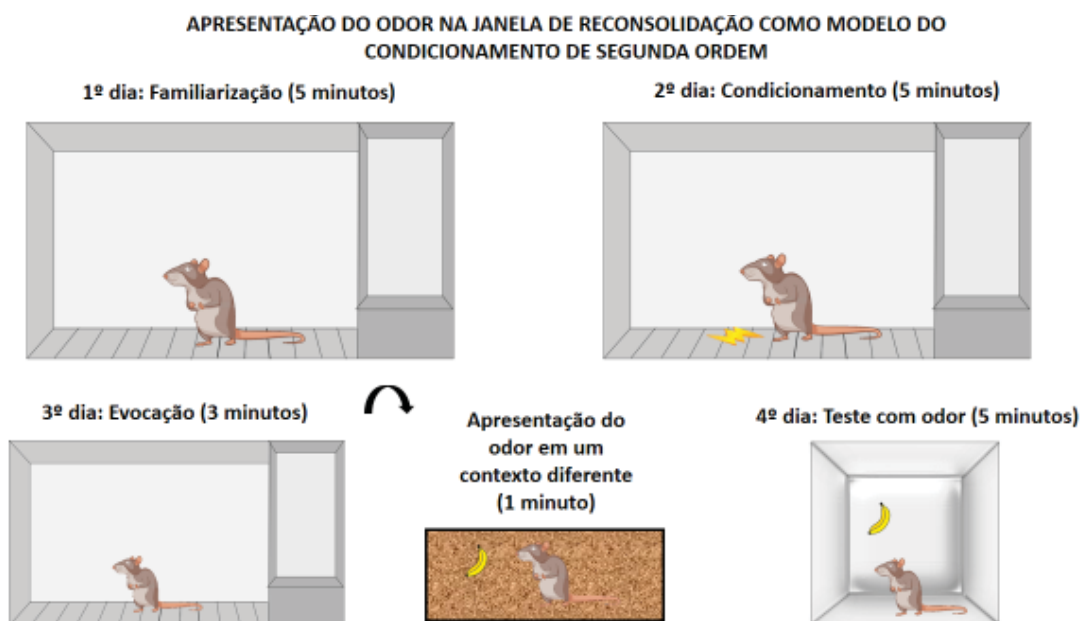 APRESENTAÇÃO DO ODOR NA JANELA DE RECONSOLIDAÇÃO COMO MODELO DO
CONDICIONAMENTO DE SEGUNDA ORDEM
1º dia: Familiarização (5 minutos)
2º dia: Condicionamento (5 minutos)
3º dia: Evocação (3 minutos)
Apresentação do
odor em um
contexto diferente
(1 minuto)
4º dia: Teste com odor (5 minutos)